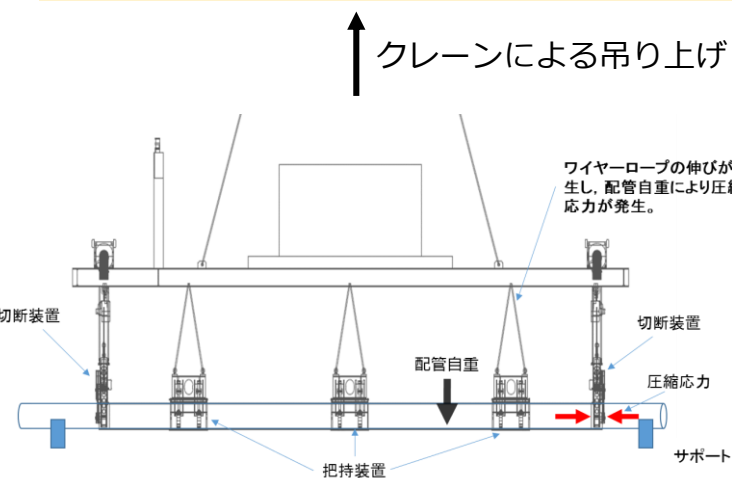 クレーンによる吊り上げ
ワイヤーロープの伸びが
生し，配管自重により圧縮
応力が発生。
切断装置
切断装置
配管自重
圧縮応力
サポート
把持装置